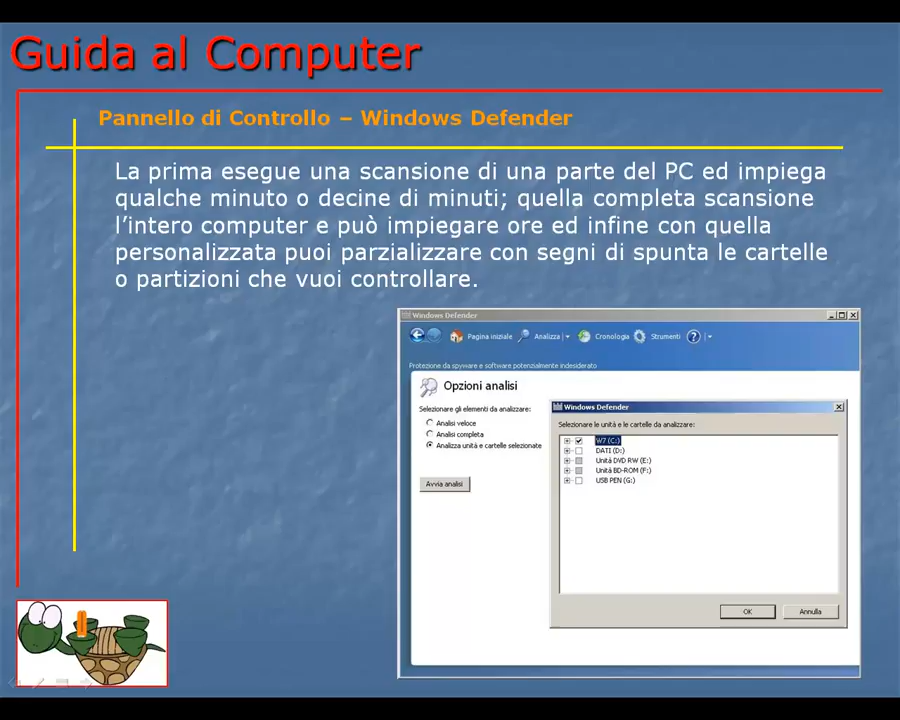 Guida al Computer
Pannello di Controllo – Windows Defender
La prima esegue una scansione di una parte del PC ed impiega
qualche minuto o decine di minuti; quella completa scansione
l'intero computer e può impiegare ore ed infine con quella
personalizzata puoi parzializzare con segni di spunta le cartelle
o partizioni che vuoi controllare.
Windows Defender
Pagina iniziale Analizza Cronologia Strumenti ?
Protezione da spyware e software potenzialmente indesiderato
Opzioni analisi
Selezionare gli elementi da analizzare:
Analisi veloce
Analisi completa
Analizza unità e cartelle selezionate
Avvia analisi
Windows Defender
Selezionare le unità e le cartelle da analizzare:
W7 (C:)
DATI (D:)
Unità DVD RW (E:)
Unità BD-ROM (F:)
USB PEN (G:)
OK Annulla